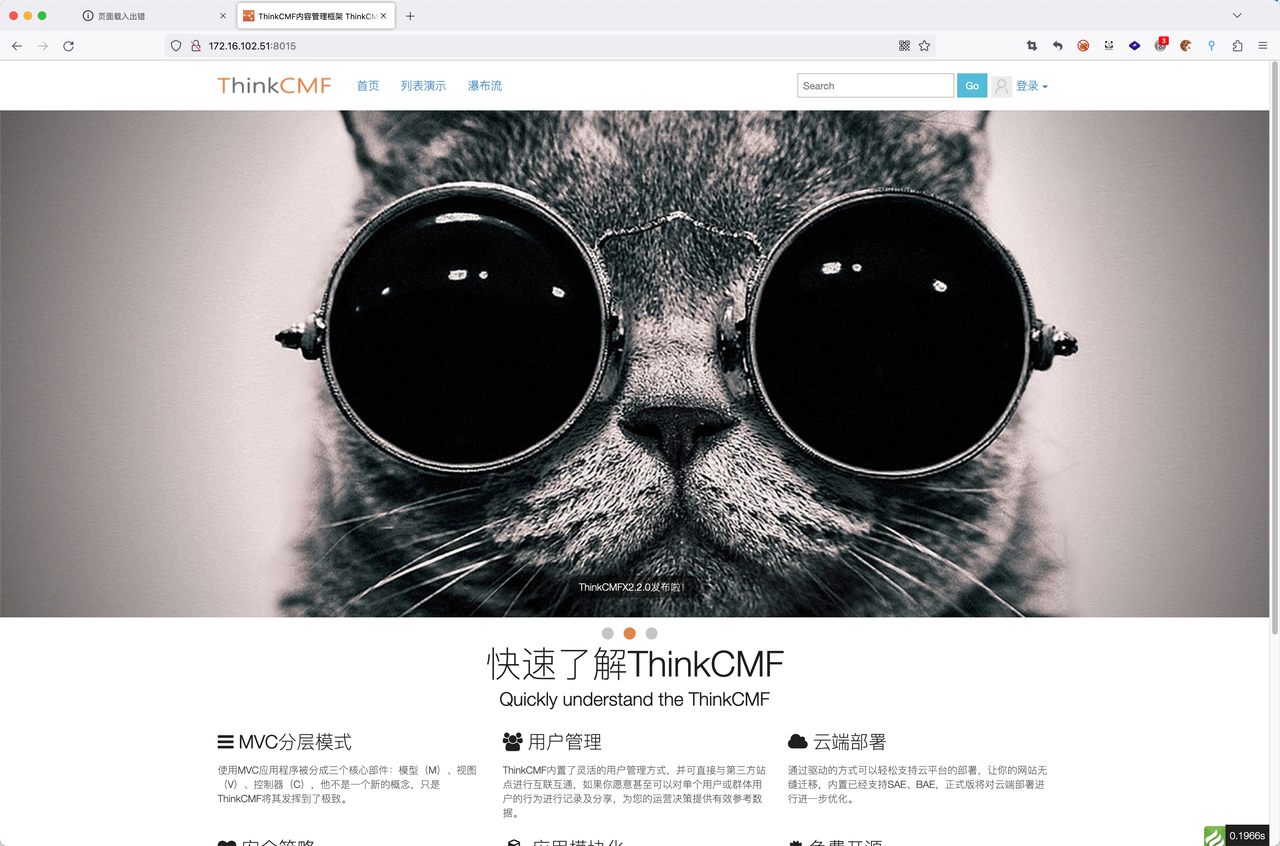 页面载入出错
ThinkCMF内容管理框架 ThinkCM
172.16.102.51:8015
3
ThinkCMF 首页 列表演示 瀑布流 Search Go 登录
ThinkCMFX2.2.0发布啦!
快速了解ThinkCMF
Quickly understand the ThinkCMF
MVC分层模式
使用MVC应用程序被分成三个核心部件:模型(M)、视图
(V)、控制器(C),他不是一个新的概念,只是
ThinkCMF将其发挥到了极致。
用户管理
ThinkCMF内置了灵活的用户管理方式,并可直接与第三方站
点进行互联互通,如果你愿意甚至可以对单个用户或群体用
户的行为进行记录及分享,为您的运营决策提供有效参考数
据。
云端部署
通过驱动的方式可以轻松支持云平台的部署,让你的网站无
缝迁移,内置已经支持SAE、BAE,正式版将对云端部署进
行进一步优化。
安全策略
应用模块化
免费开源
0.1966s